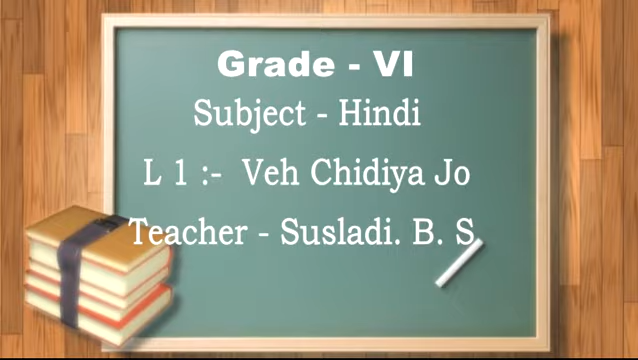 Grade - VI
Subject - Hindi
L 1 :- Veh Chidiya Jo
Teacher - Susladi. B. S.